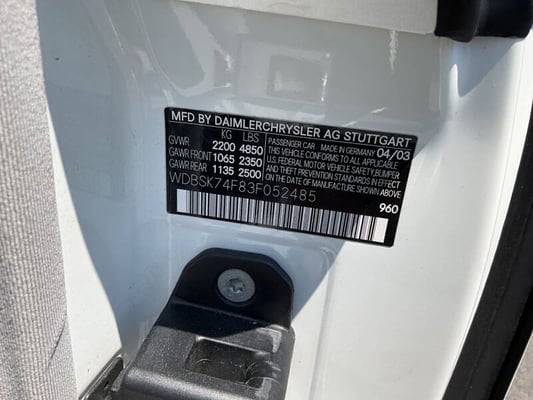 MFD BY DAIMLERCHRYSLER AG STUTTGART
KG LBS
GVWR 2200 4850
GAWR FRONT 1065 2350
GAWR REAR 1135 2500
PASSENGER CAR
MADE IN GERMANY 04/03
THIS VEHICLE CONFORMS TO ALL APPLICABLE
U.S. FEDERAL MOTOR VEHICLE SAFETY, BUMPER
AND THEFT PREVENTION STANDARDS IN EFFECT
ON THE DATE OF MANUFACTURE SHOWN ABOVE
WDBSK74F83F052485
960